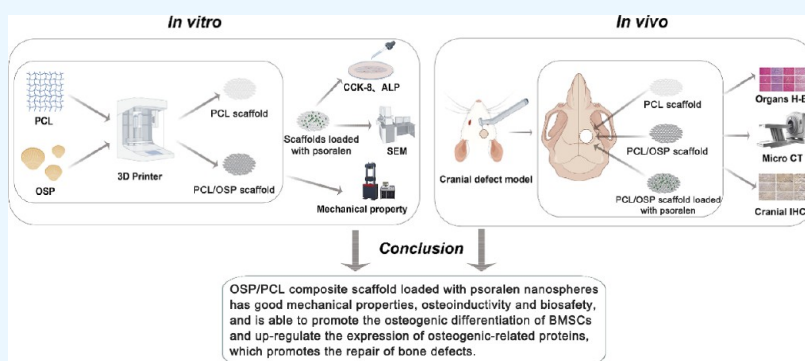 In vitro
In vivo
PCL
OSP
3D Printer
PCL scaffold
PCL/OSP scaffold
CCK-8、ALP
Scaffolds loaded
with psoralen
SEM
Mechanical property
Cranial defect model
PCL scaffold
PCL/OSP scaffold
PCL/OSP scaffold loaded
with psoralen
Organs H-E
Micro CT
Cranial IHC
Conclusion
OSP/PCL composite scaffold loaded with psoralen nanospheres
has good mechanical properties, osteoinductivity and biosafety,
and is able to promote the osteogenic differentiation of BMSCs
and up-regulate the expression of osteogenic-related proteins,
which promotes the repair of bone defects.